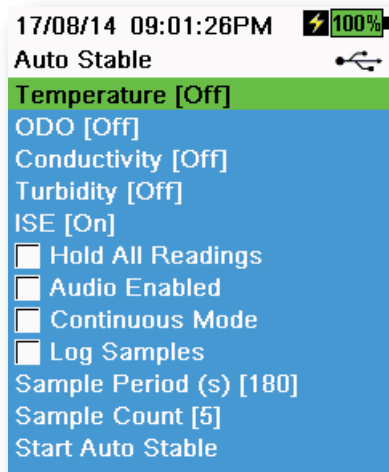 17/08/14 09:01:26PM 100%
Auto Stable
Temperature [Off]
ODO [Off]
Conductivity [Off]
Turbidity [Off]
ISE [On]
Hold All Readings
Audio Enabled
Continuous Mode
Log Samples
Sample Period (s) [180]
Sample Count [5]
Start Auto Stable